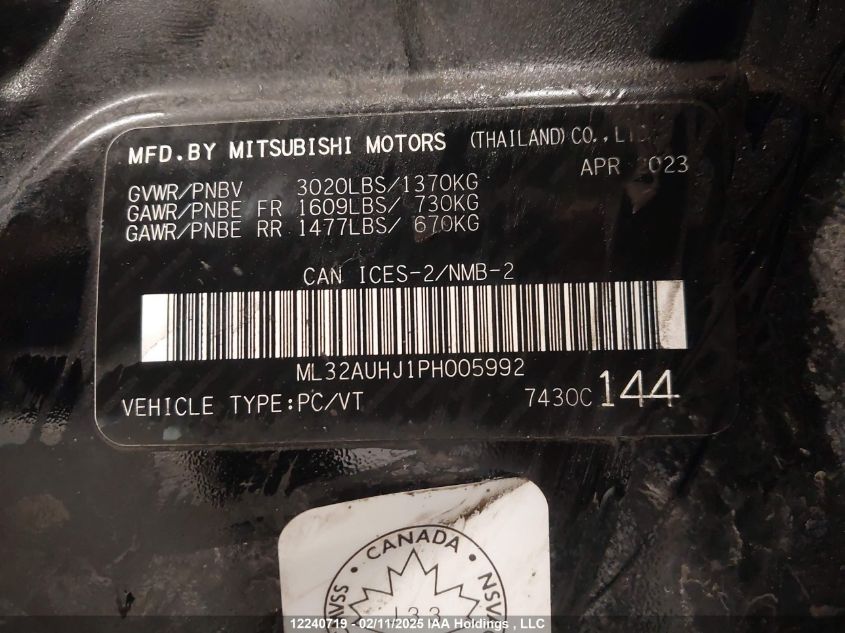 MFD.BY MITSUBISHI MOTORS (THAILAND) CO.,
APR
GVWR/PNBV 3020LBS/1370KG
GAWR/PNBE FR 1609LBS/ 730KG
GAWR/PNBE RR 1477LBS/ 670KG
CAN ICES-2/NMB-2
ML32AUHJ1PH005992
VEHICLE TYPE:PC/VT 7430C 144
CANADA
12240719 - 02/11/2025 IAA Holdings , LLC